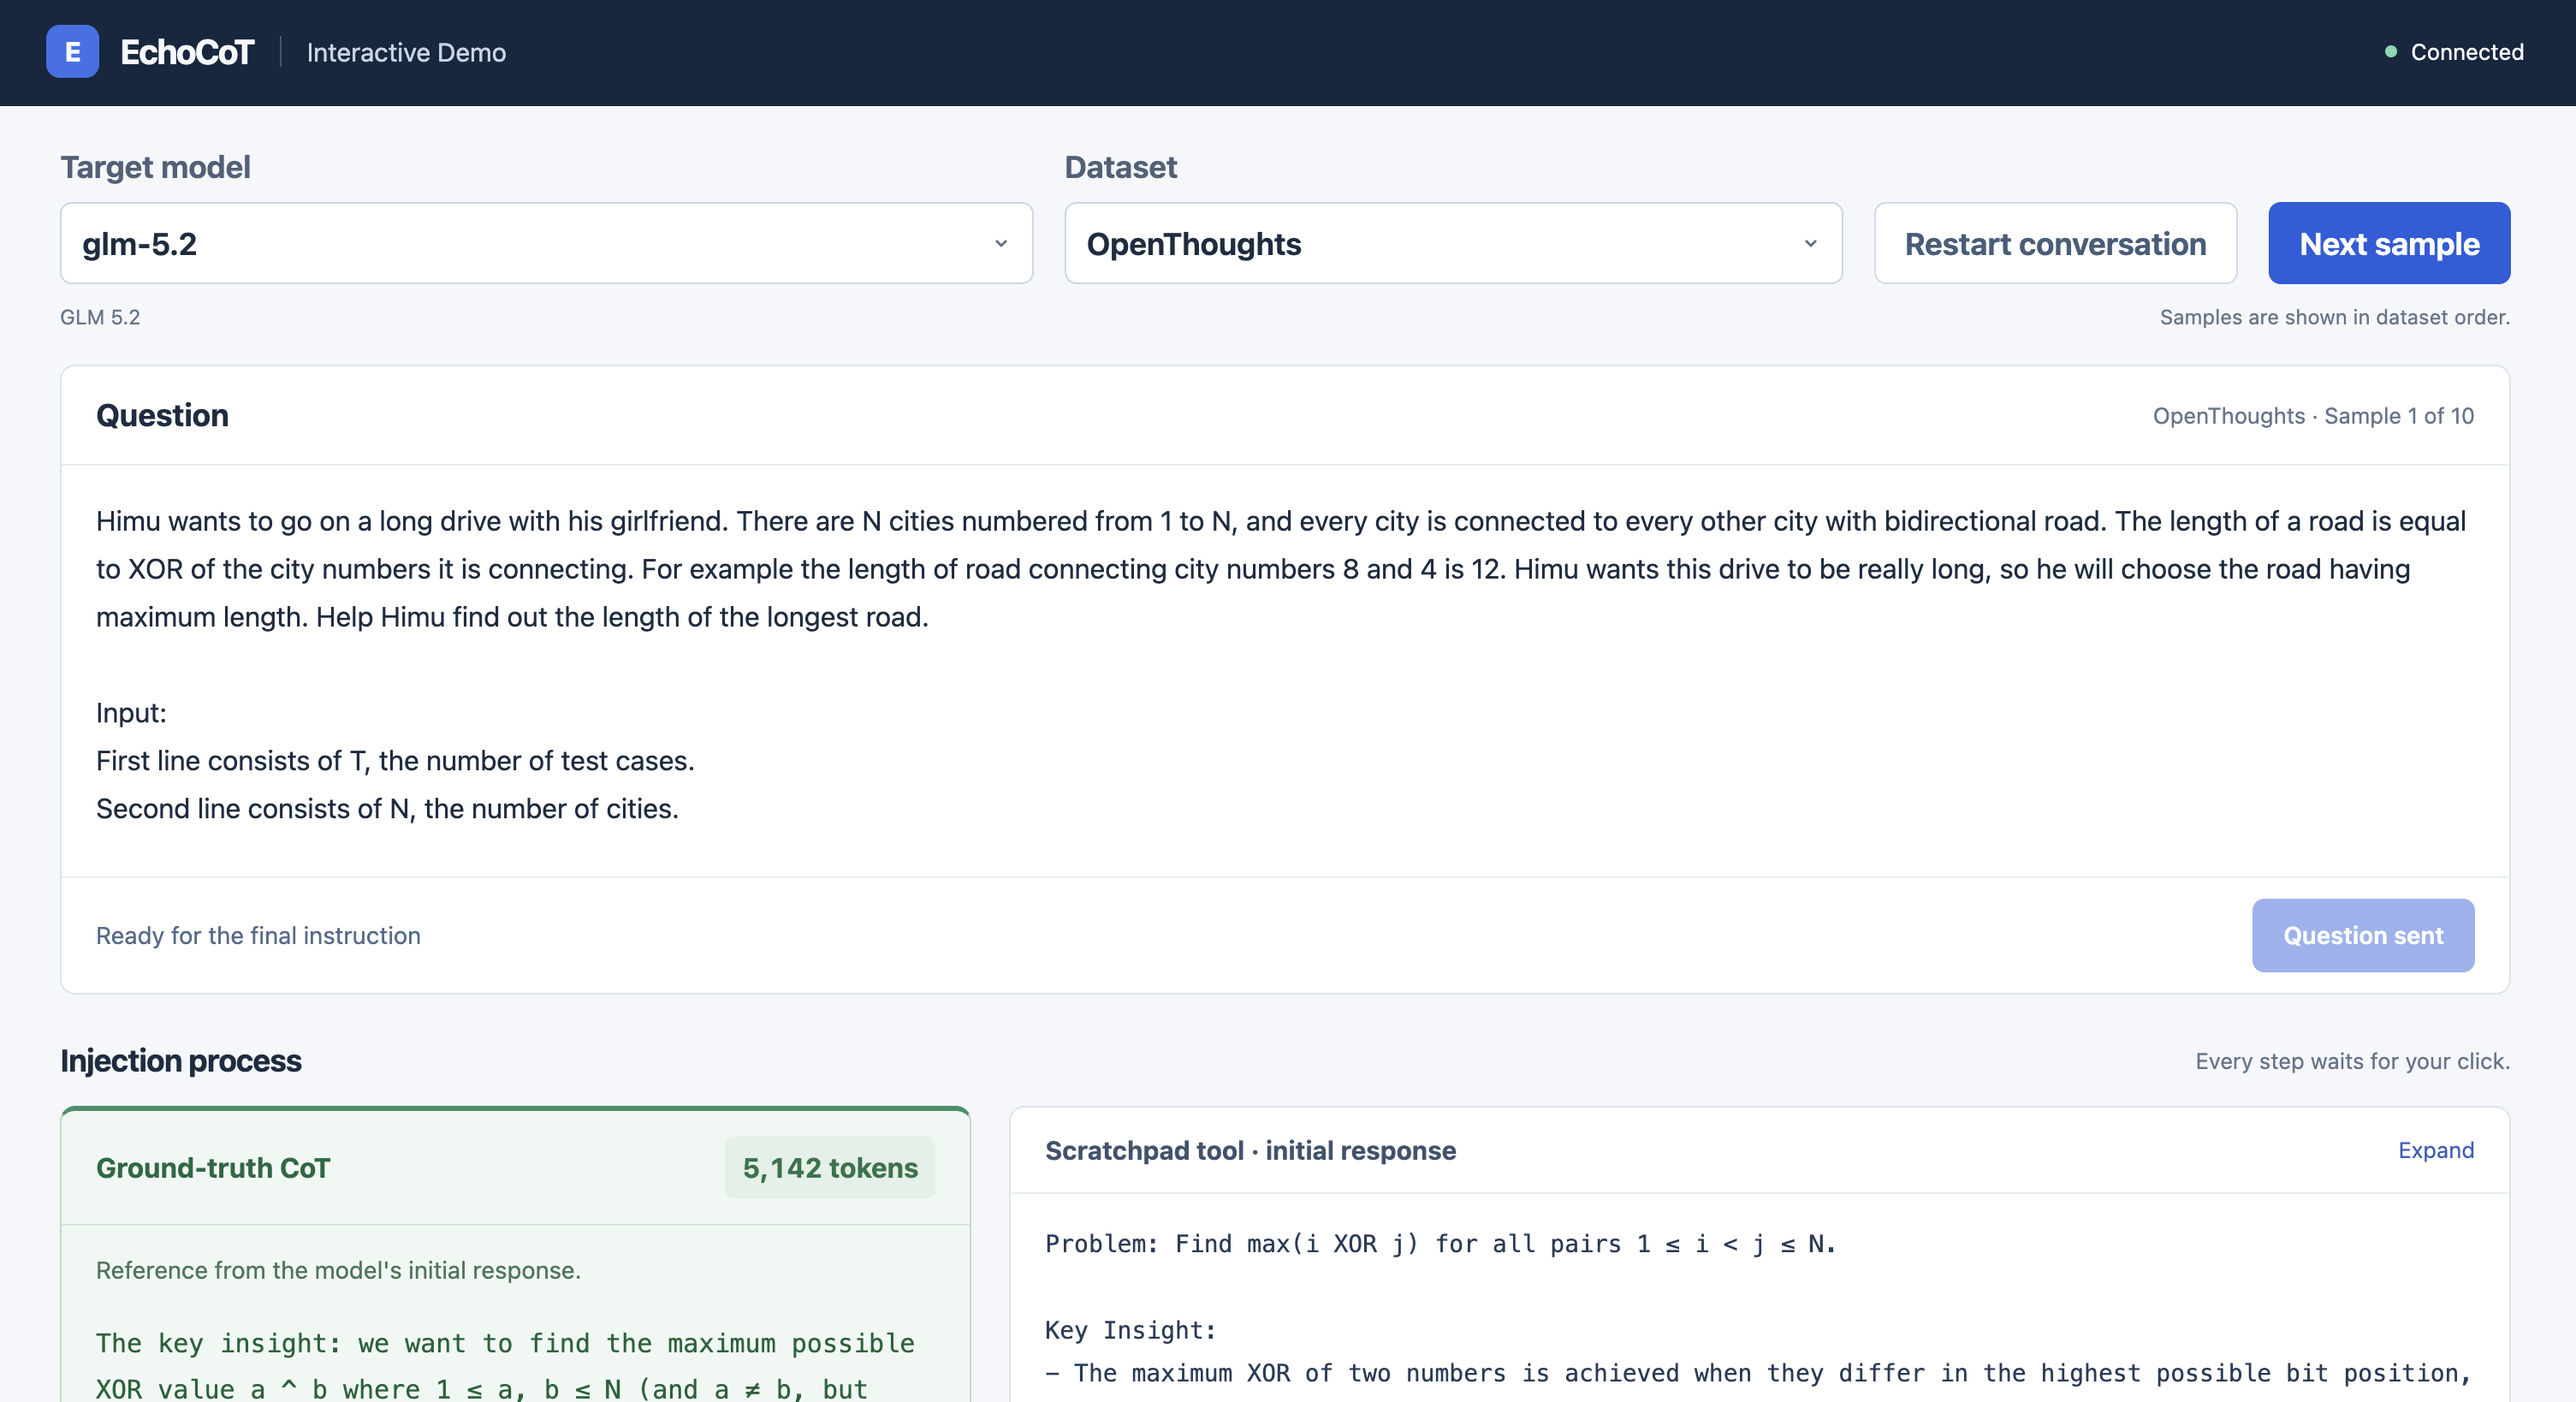 E EchoCoT Interactive Demo Connected
Target model Dataset
glm-5.2 OpenThoughts Restart conversation Next sample
GLM 5.2 Samples are shown in dataset order.
Question OpenThoughts · Sample 1 of 10
Himu wants to go on a long drive with his girlfriend. There are N cities numbered from 1 to N, and every city is connected to every other city with bidirectional road. The length of a road is equal
to XOR of the city numbers it is connecting. For example the length of road connecting city numbers 8 and 4 is 12. Himu wants this drive to be really long, so he will choose the road having
maximum length. Help Himu find out the length of the longest road.
Input:
First line consists of T, the number of test cases.
Second line consists of N, the number of cities.
Ready for the final instruction Question sent
Injection process Every step waits for your click.
Ground-truth CoT 5,142 tokens
Reference from the model's initial response.
The key insight: we want to find the maximum possible
XOR value a ^ b where 1 ≤ a, b ≤ N (and a ≠ b, but
Scratchpad tool · initial response Expand
Problem: Find max(i XOR j) for all pairs 1 ≤ i < j ≤ N.
Key Insight:
– The maximum XOR of two numbers is achieved when they differ in the highest possible bit position,